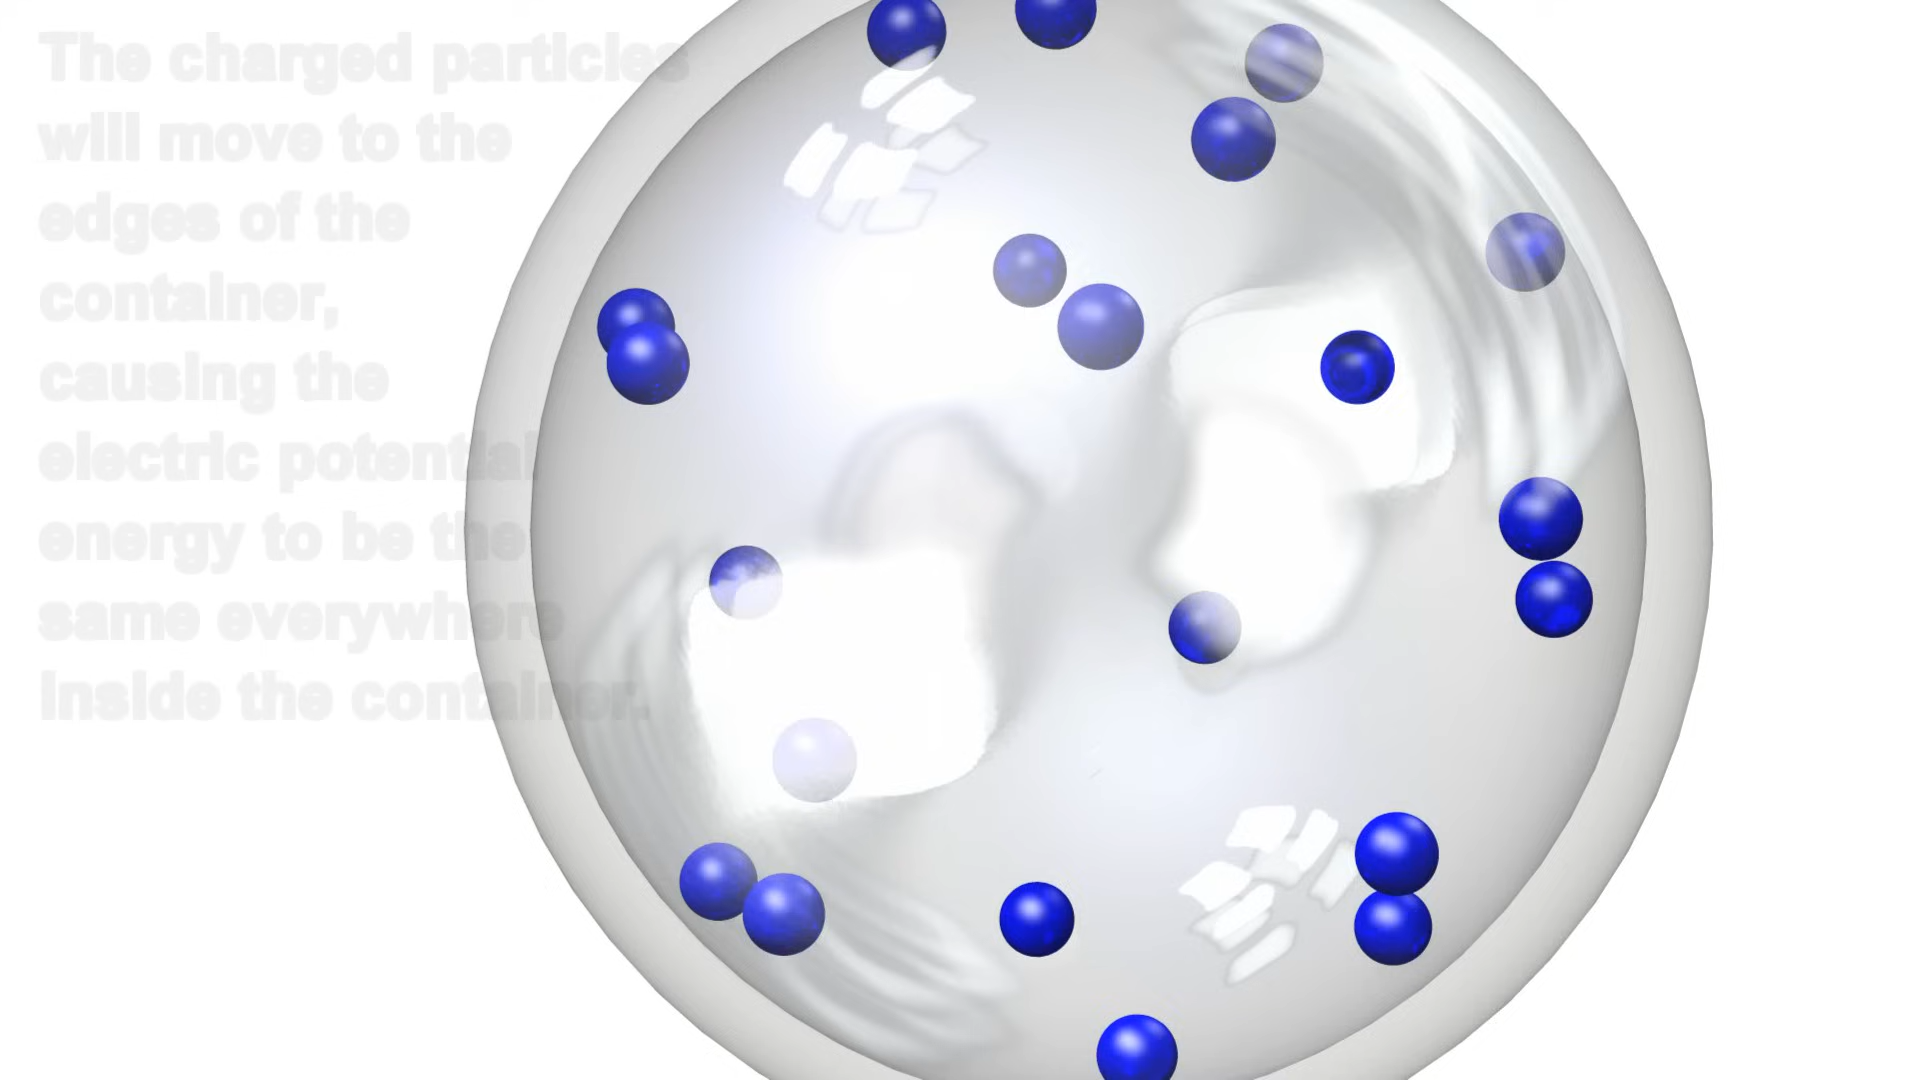 The charged particles
will move to the
edges of the
container,
causing the
electric potential
energy to be the
same everywhere
inside the container.